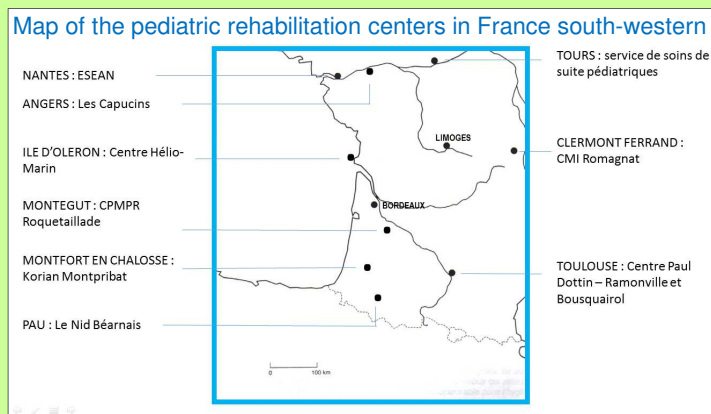 Map of the pediatric rehabilitation centers in France south-western
NANTES : ESEAN
ANGERS : Les Capucins
ILE D'OLERON : Centre Hélio-
Marin
MONTEGUT : CPMPR
Roquetaillade
MONTFORT EN CHALOSSE :
Korian Montpribat
PAU : Le Nid Béarnais
LIMOGES
BORDEAUX
0 100 km
TOURS : service de soins de
suite pédiatriques
CLERMONT FERRAND :
CMI Romagnat
TOULOUSE : Centre Paul
Dottin – Ramonville et
Bousquairol